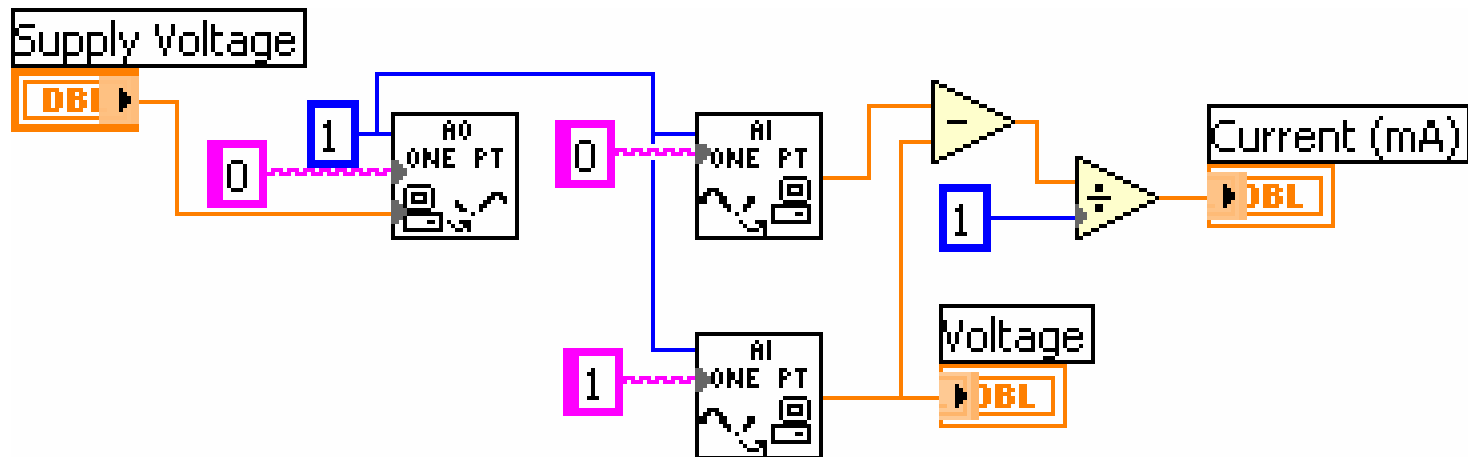 Supply Voltage
DBL
1
0
AO
ONE PT
0
AI
ONE PT
-
÷
1
Current (mA)
DBL
1
AI
ONE PT
Voltage
DBL